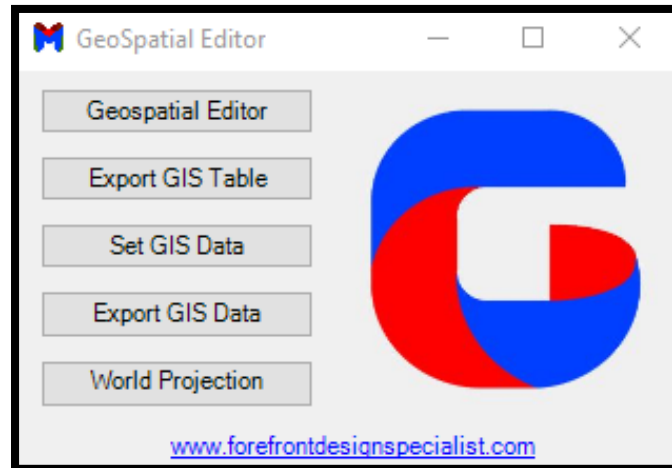 GeoSpatial Editor
Geospatial Editor
Export GIS Table
Set GIS Data
Export GIS Data
World Projection
www.forefrontdesignspecialist.com